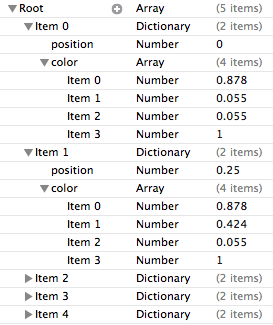 Root Array (5 items)
Item 0 Dictionary (2 items)
position Number 0
color Array (4 items)
Item 0 Number 0.878
Item 1 Number 0.055
Item 2 Number 0.055
Item 3 Number 1
Item 1 Dictionary (2 items)
position Number 0.25
color Array (4 items)
Item 0 Number 0.878
Item 1 Number 0.424
Item 2 Number 0.055
Item 3 Number 1
Item 2 Dictionary (2 items)
Item 3 Dictionary (2 items)
Item 4 Dictionary (2 items)